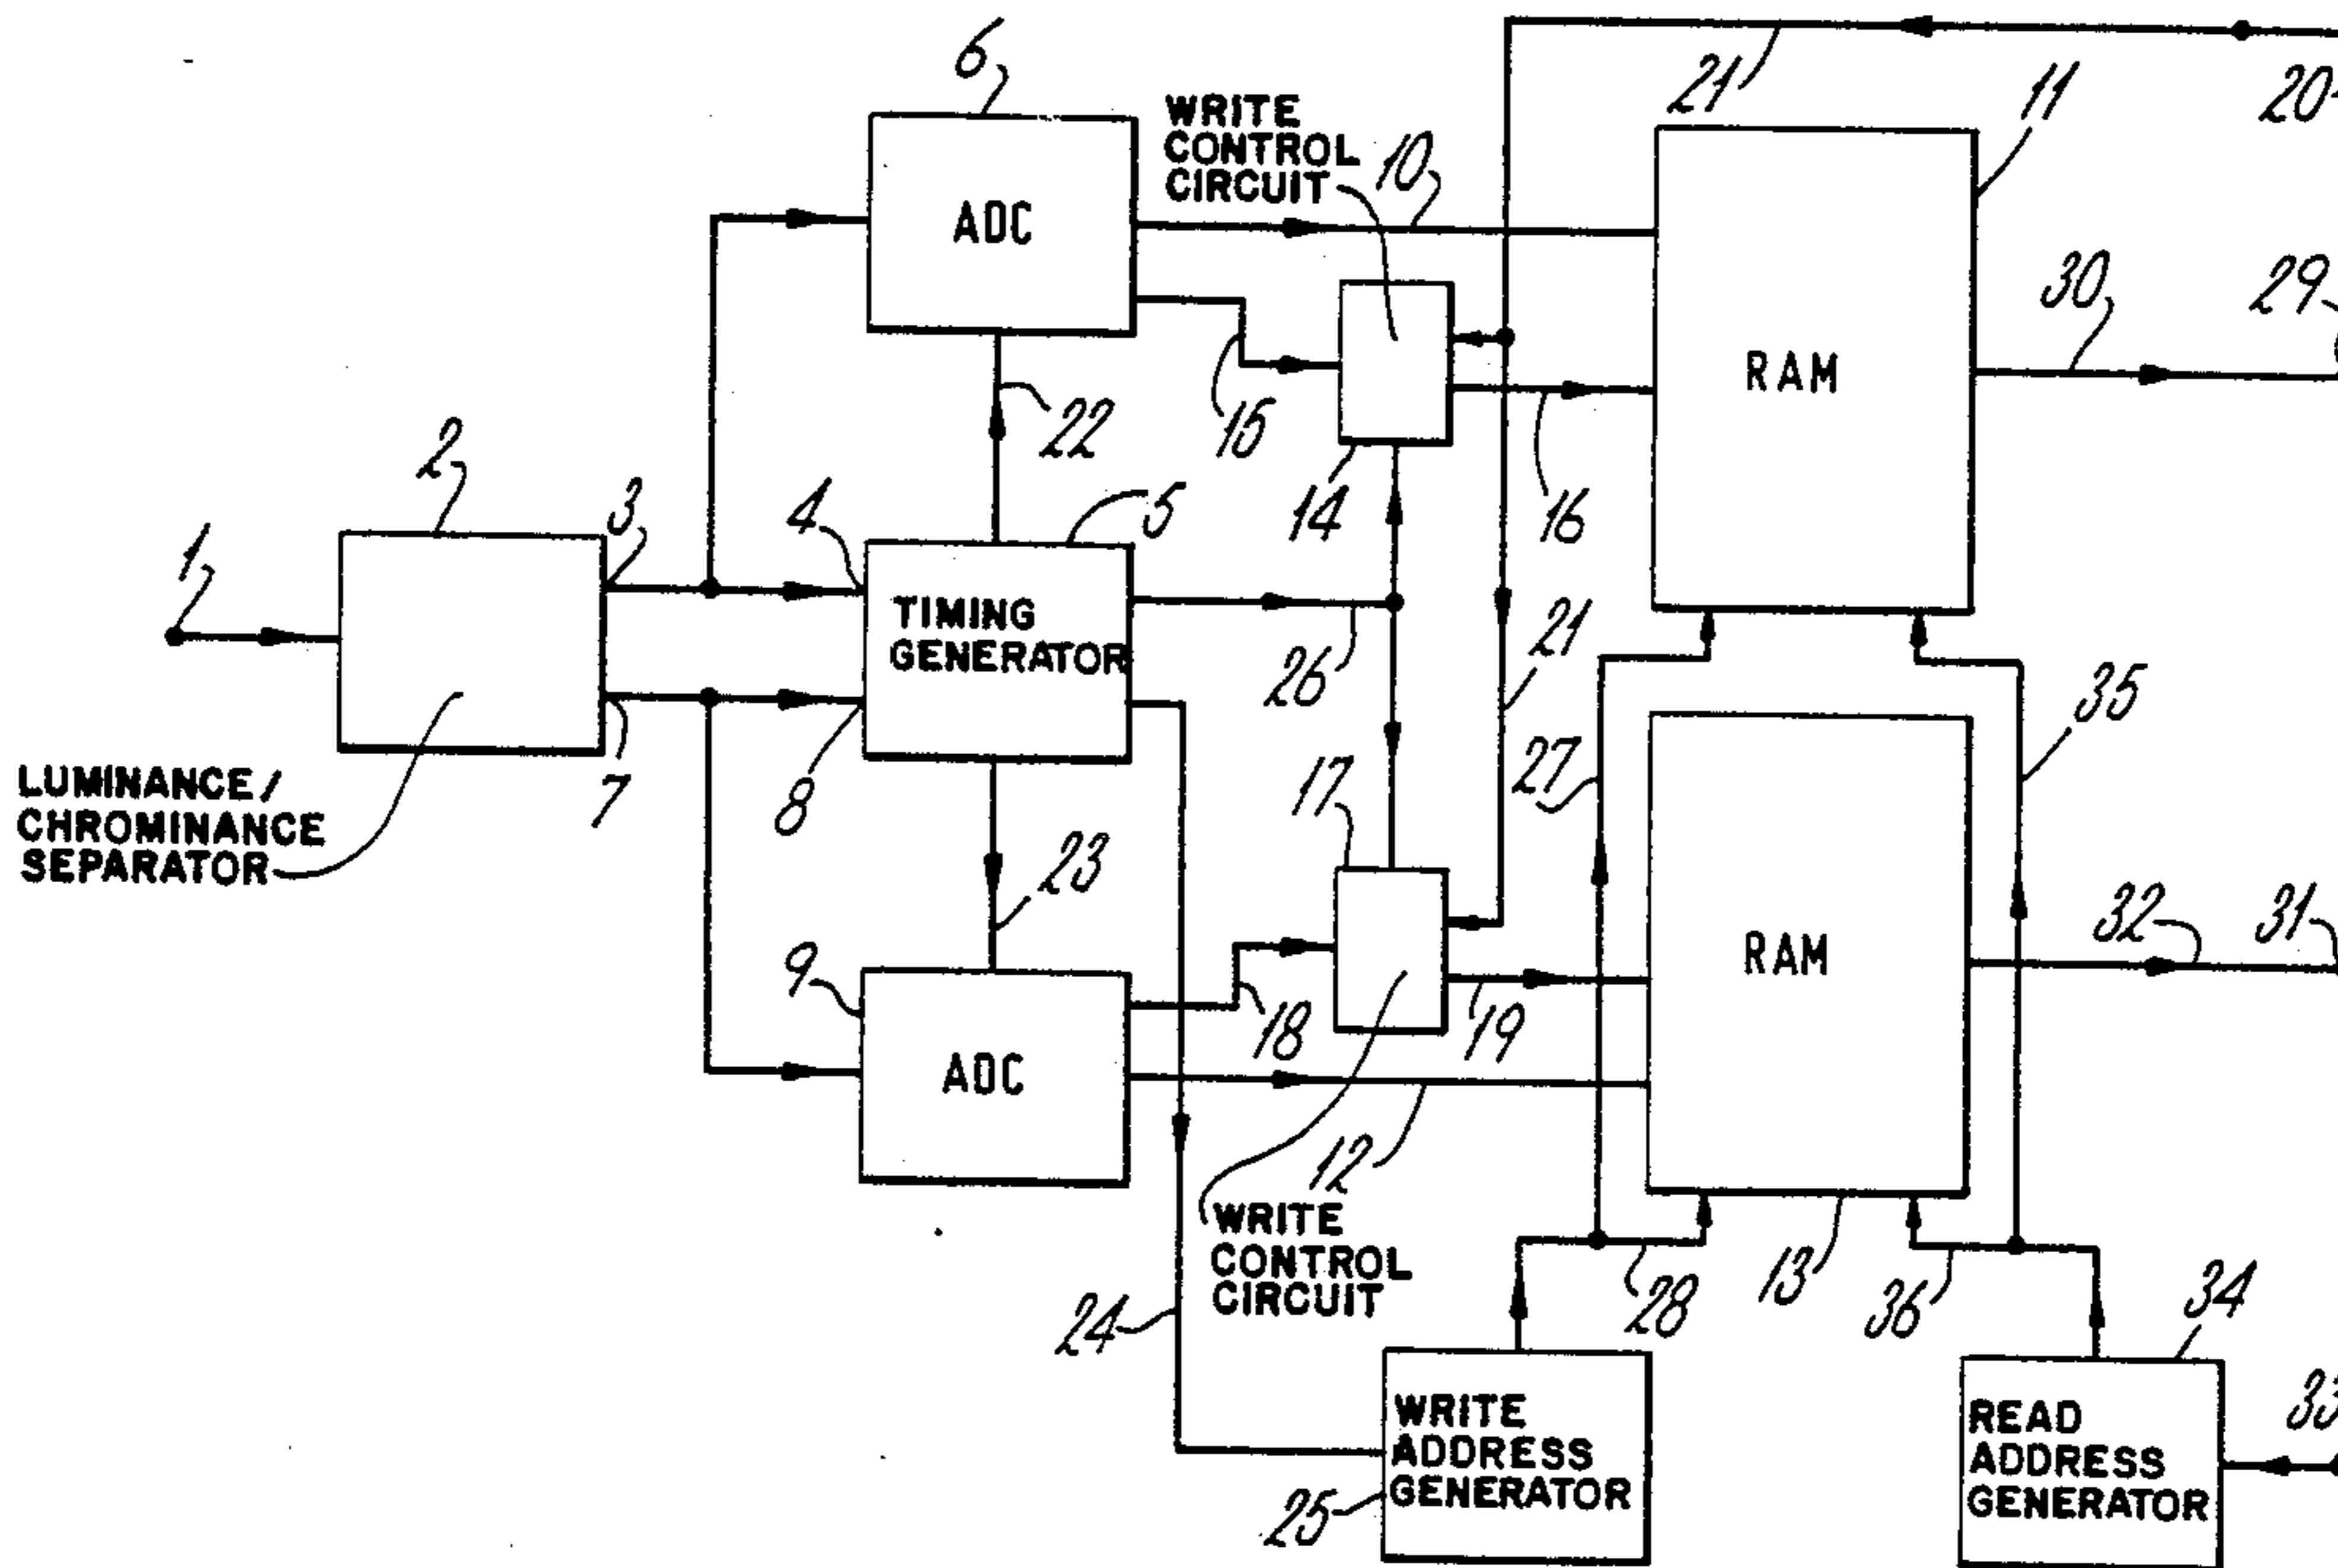 21
20
6
WRITE
CONTROL
CIRCUIT
10
11
ADC
30
29
RAM
22
15
2
3
4
5
14
16
1
TIMING
GENERATOR
26
21
35
LUMINANCE/
CHROMINANCE
SEPARATOR
7
8
17
27
23
9
18
19
RAM
32
31
ADC
12
WRITE
CONTROL
CIRCUIT
24
28
13
36
34
33
WRITE
ADDRESS
GENERATOR
25
READ
ADDRESS
GENERATOR